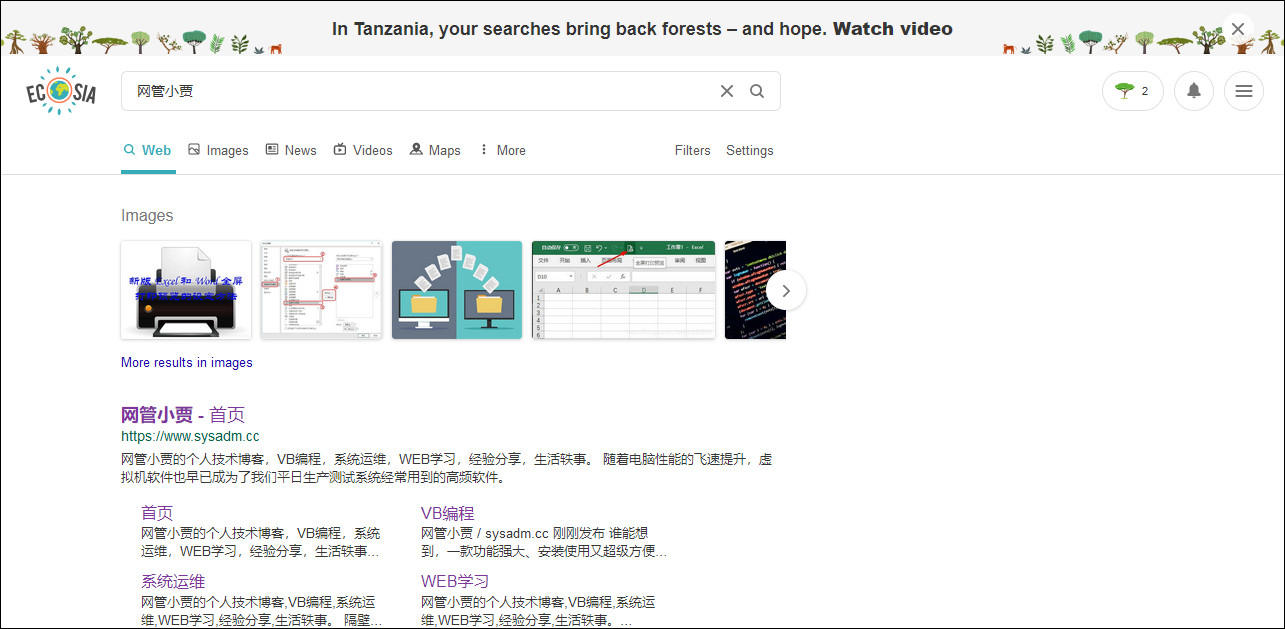 In Tanzania, your searches bring back forests – and hope. Watch video
ECOSIA
网管小贾
2
Web
Images
News
Videos
Maps
More
Filters
Settings
Images
新版 Excel 和 Word 全屏
自动保存
工作簿1 - Excel
文件
开始
插入
页面布局
审阅
视图
全屏打印预览
D10
A B C D E F
1
2
3
4
5
6
More results in images
网管小贾 - 首页
https://www.sysadm.cc
网管小贾的个人技术博客，VB编程，系统运维，WEB学习，经验分享，生活轶事。 随着电脑性能的飞速提升，虚
拟机软件也早已成为了我们平日生产测试系统经常用到的高频软件。
首页
网管小贾的个人技术博客，VB编程，系统
运维，WEB学习，经验分享，生活轶事…
VB编程
网管小贾 / sysadm.cc 刚刚发布 谁能想
到，一款功能强大、安装使用又超级方便…
系统运维
网管小贾的个人技术博客,VB编程,系统运
维,WEB学习,经验分享,生活轶事。 隔壁…
WEB学习
网管小贾的个人技术博客,VB编程,系统运
维,WEB学习,经验分享,生活轶事。…